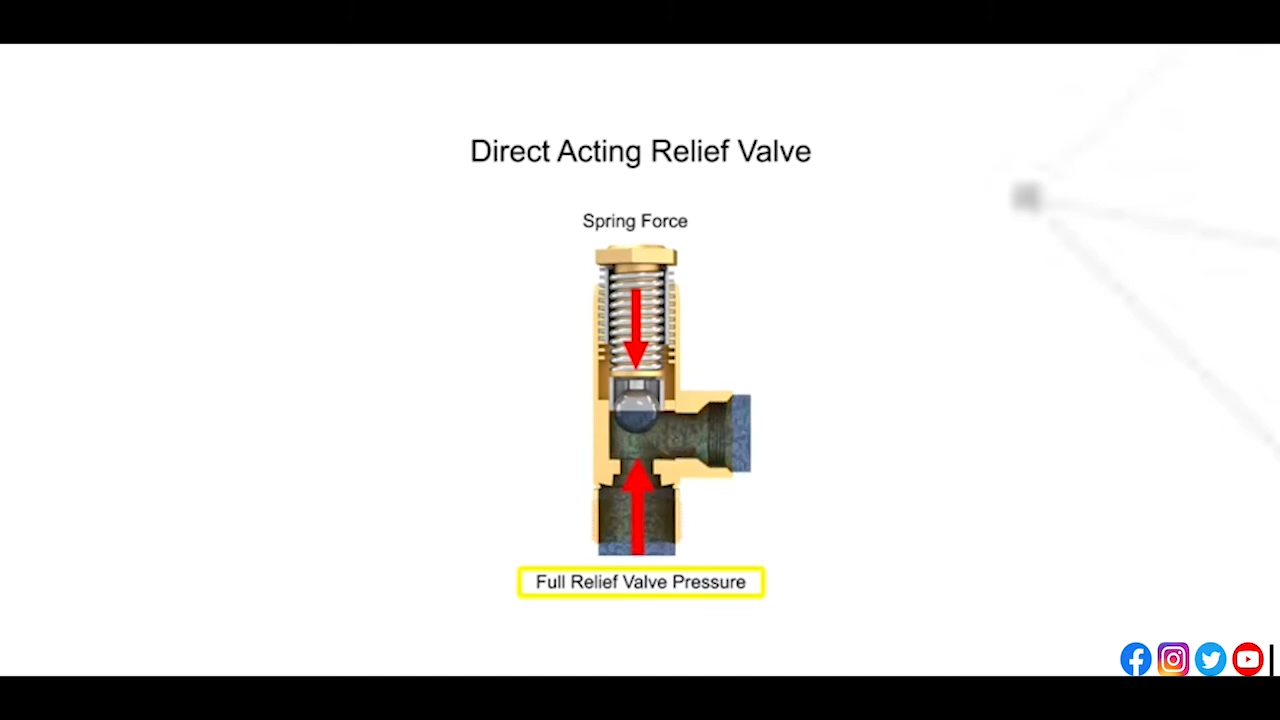 Direct Acting Relief Valve
Spring Force
Full Relief Valve Pressure